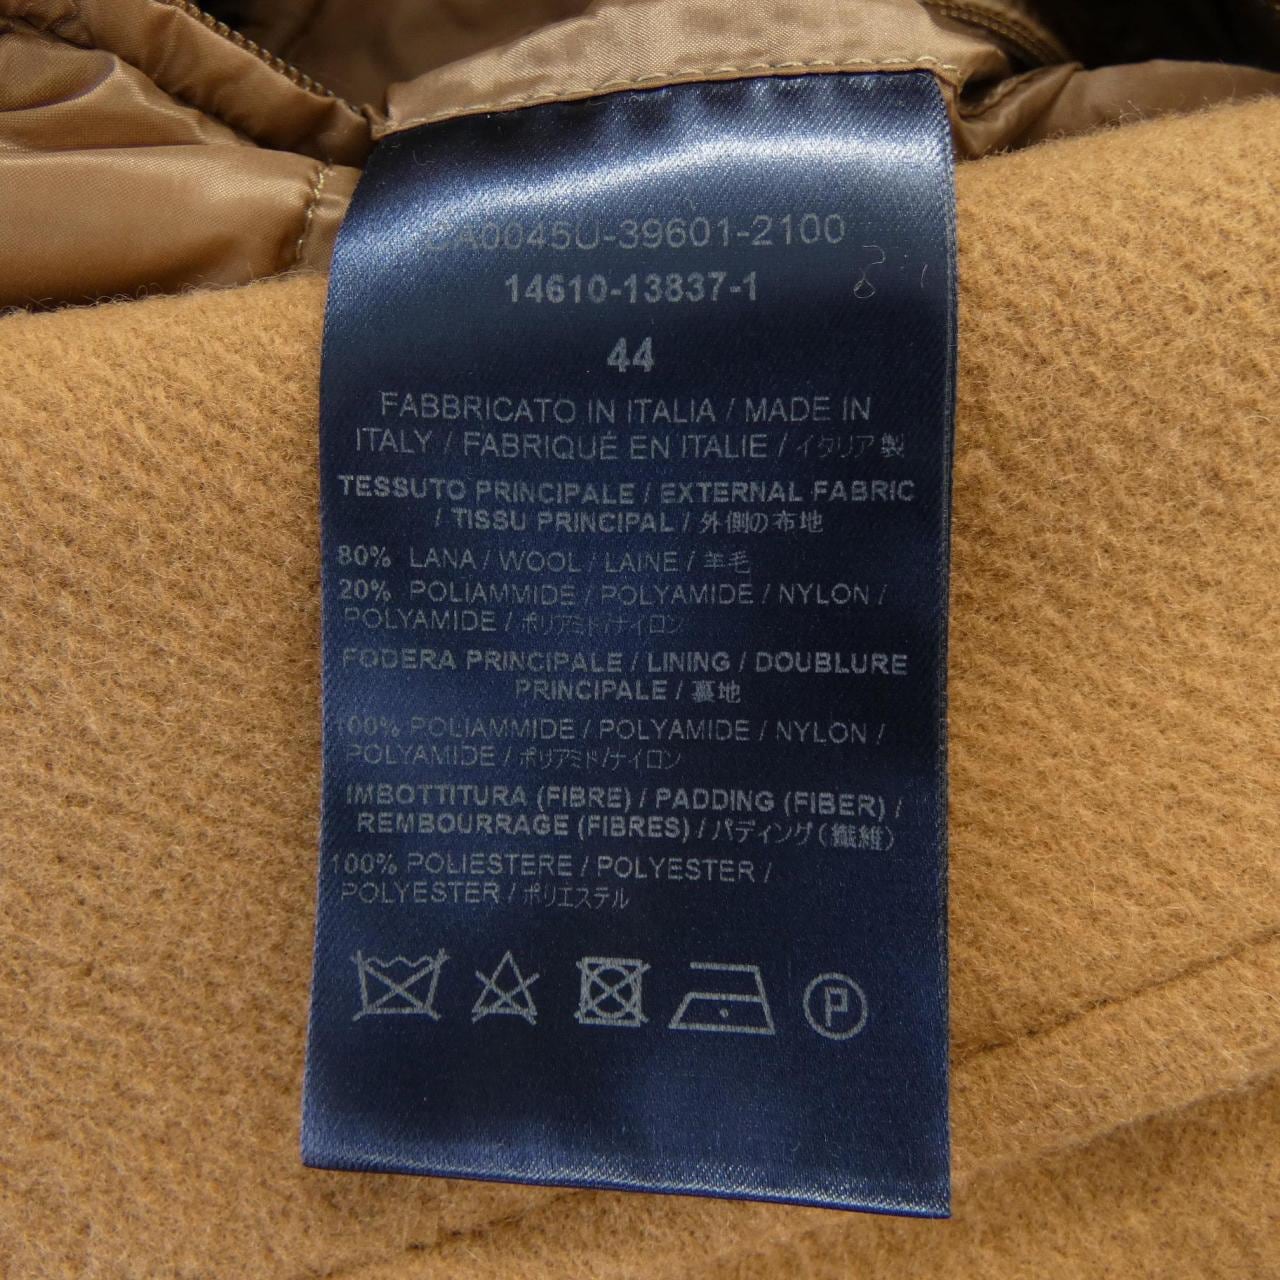 CA0045U-39601-2100
14610-13837-1
44
FABBRICATO IN ITALIA / MADE IN
ITALY / FABRIQUÉ EN ITALIE / イタリア製
TESSUTO PRINCIPALE / EXTERNAL FABRIC
/ TISSU PRINCIPAL / 外側の布地
80% LANA / WOOL / LAINE / 羊毛
20% POLIAMMIDE / POLYAMIDE / NYLON /
POLYAMIDE / ポリアミド/ナイロン
FODERA PRINCIPALE / LINING / DOUBLURE
PRINCIPALE / 裏地
100% POLIAMMIDE / POLYAMIDE / NYLON /
POLYAMIDE / ポリアミド/ナイロン
IMBOTTITURA (FIBRE) / PADDING (FIBER) /
REMBOURRAGE (FIBRES) / パディング(繊維)
100% POLIESTERE / POLYESTER /
POLYESTER / ポリエステル
P